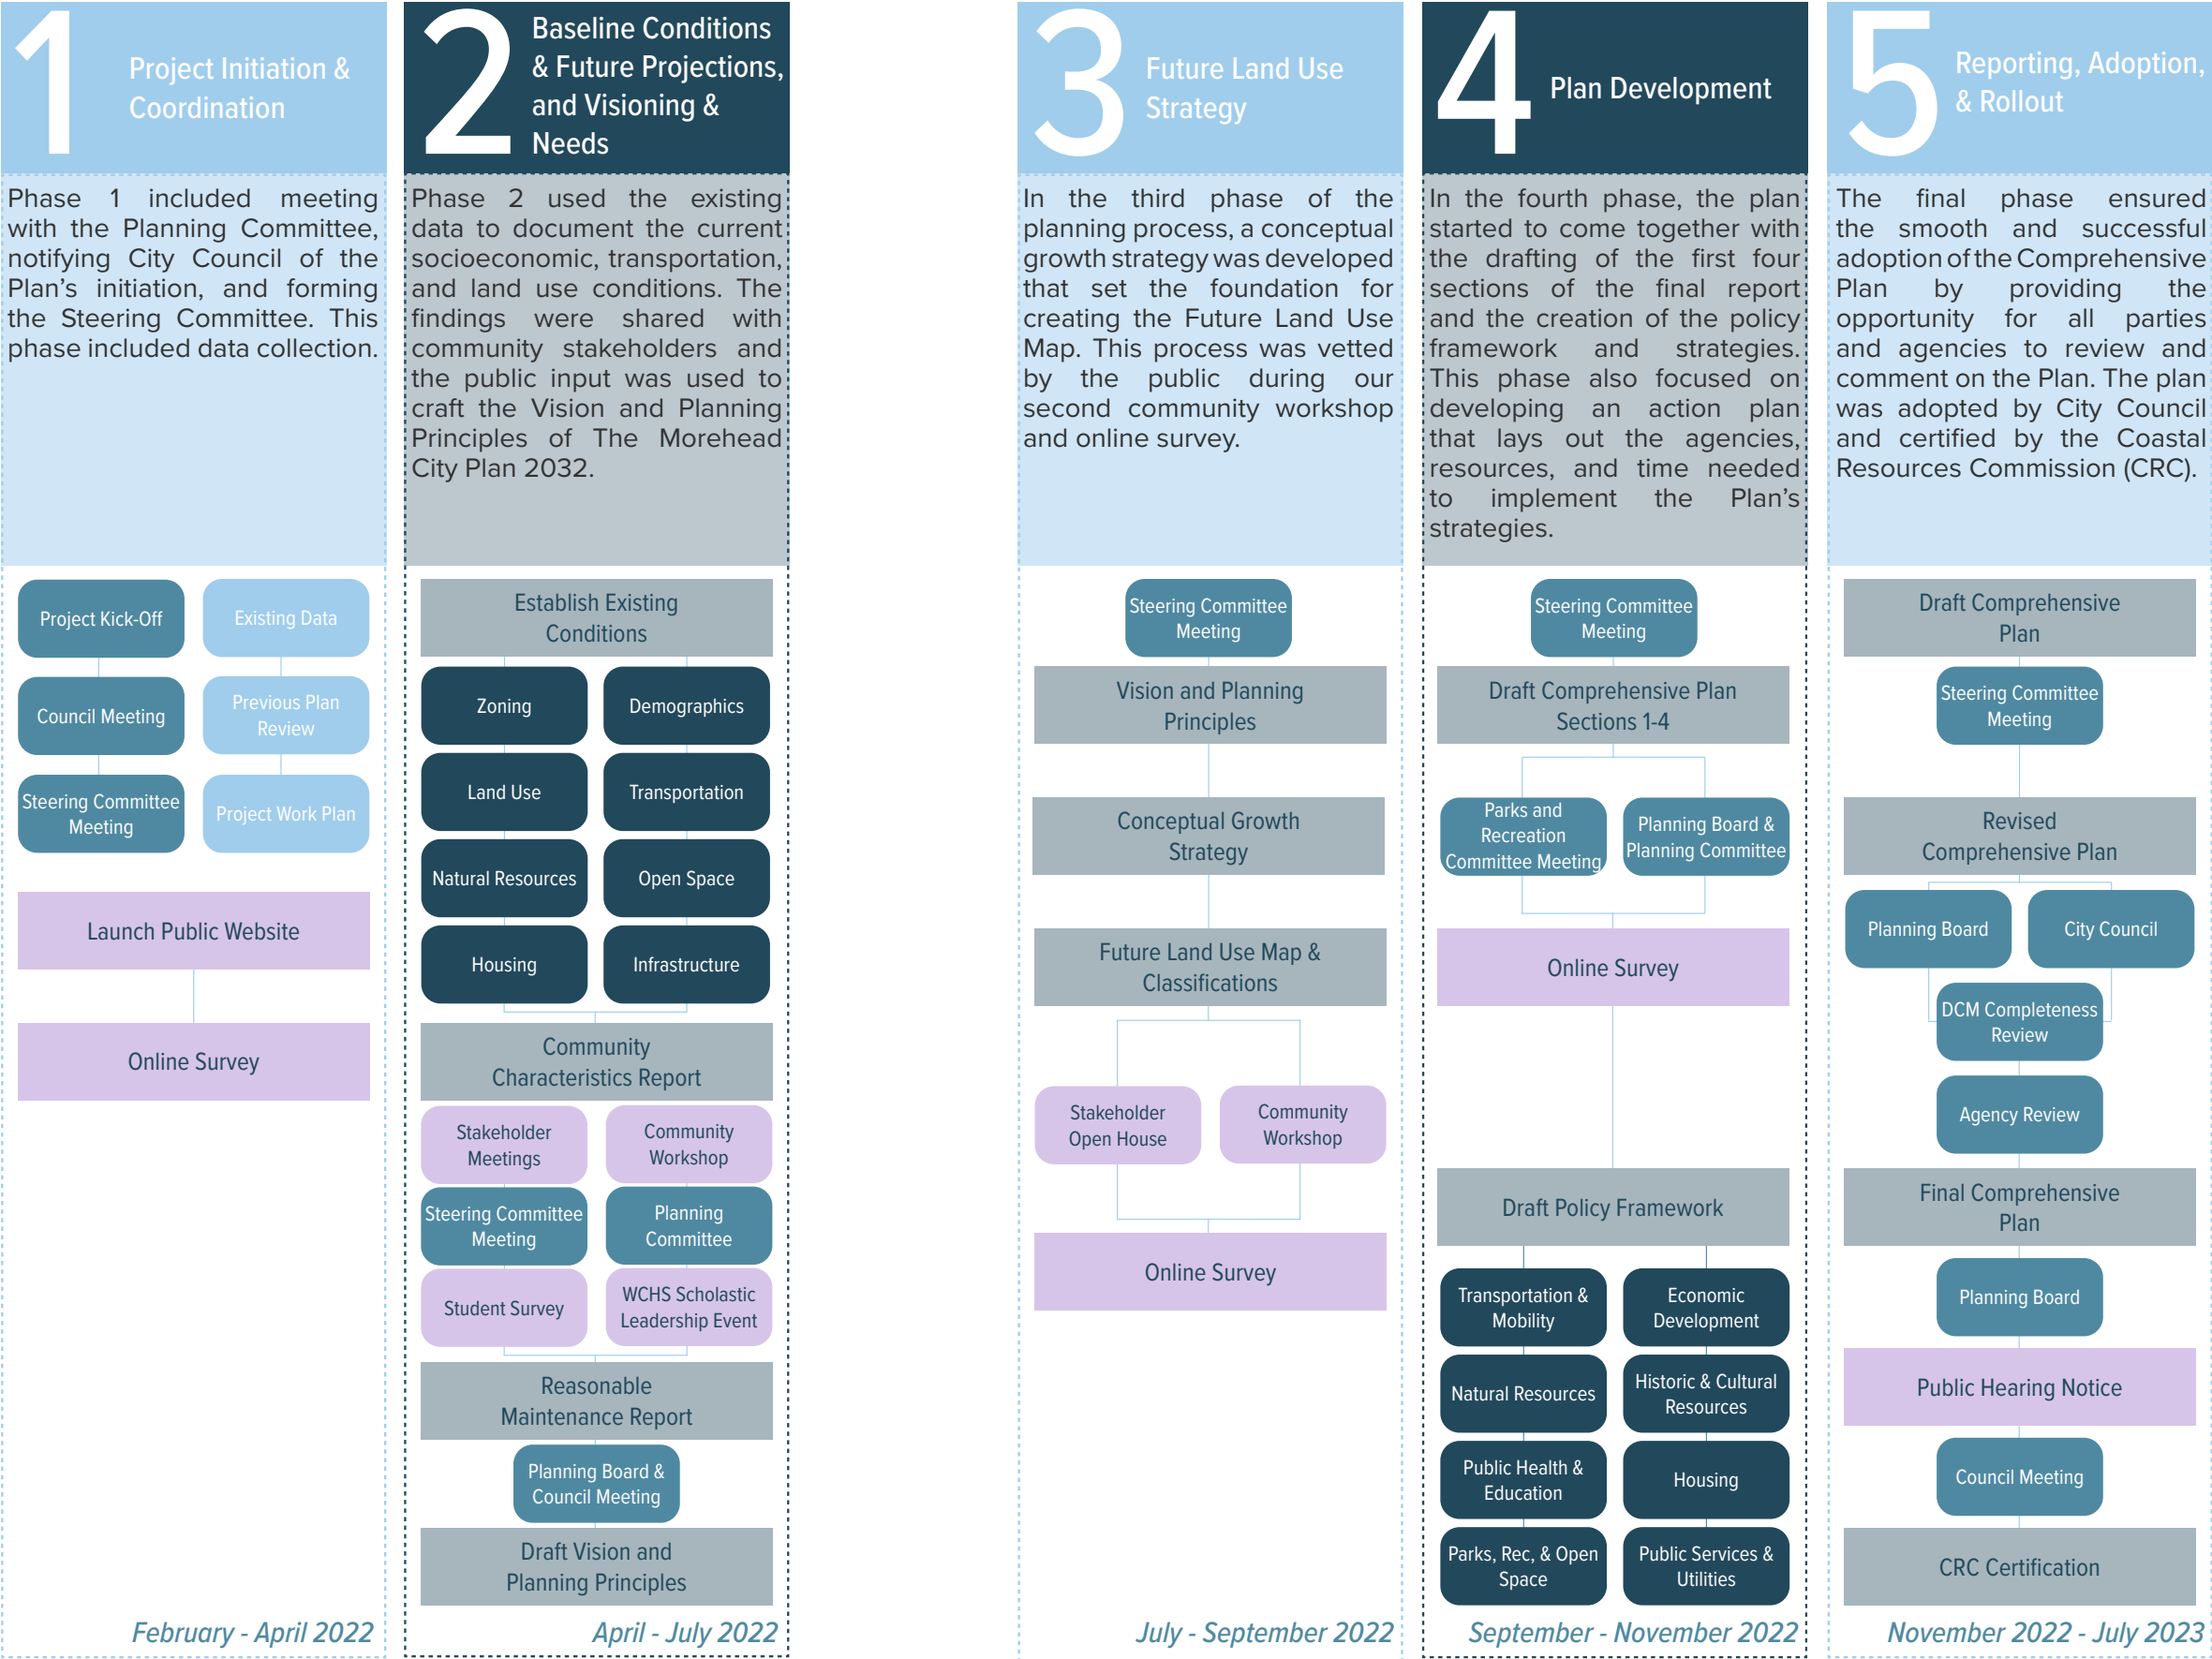 1
Project Initiation &
Coordination
Phase 1 included meeting
with the Planning Committee,
notifying City Council of the
Plan's initiation, and forming
the Steering Committee. This
phase included data collection.
Project Kick-Off
Existing Data
Council Meeting
Previous Plan
Review
Steering Committee
Meeting
Project Work Plan
Launch Public Website
Online Survey
February - April 2022
2
Baseline Conditions
& Future Projections,
and Visioning &
Needs
Phase 2 used the existing
data to document the current
socioeconomic, transportation,
and land use conditions. The
findings were shared with
community stakeholders and
the public input was used to
craft the Vision and Planning
Principles of The Morehead
City Plan 2032.
Establish Existing
Conditions
Zoning
Demographics
Land Use
Transportation
Natural Resources
Open Space
Housing
Infrastructure
Community
Characteristics Report
Stakeholder
Meetings
Community
Workshop
Steering Committee
Meeting
Planning
Committee
Student Survey
WCHS Scholastic
Leadership Event
Reasonable
Maintenance Report
Planning Board &
Council Meeting
Draft Vision and
Planning Principles
April - July 2022
3
Future Land Use
Strategy
In the third phase of the
planning process, a conceptual
growth strategy was developed
that set the foundation for
creating the Future Land Use
Map. This process was vetted
by the public during our
second community workshop
and online survey.
Steering Committee
Meeting
Vision and Planning
Principles
Conceptual Growth
Strategy
Future Land Use Map &
Classifications
Stakeholder
Open House
Community
Workshop
Online Survey
July - September 2022
4
Plan Development
In the fourth phase, the plan
started to come together with
the drafting of the first four
sections of the final report
and the creation of the policy
framework and strategies.
This phase also focused on
developing an action plan
that lays out the agencies,
resources, and time needed
to implement the Plan's
strategies.
Steering Committee
Meeting
Draft Comprehensive Plan
Sections 1-4
Parks and
Recreation
Committee Meeting
Planning Board &
Planning Committee
Online Survey
Draft Policy Framework
Transportation &
Mobility
Economic
Development
Natural Resources
Historic & Cultural
Resources
Public Health &
Education
Housing
Parks, Rec, & Open
Space
Public Services &
Utilities
September - November 2022
5
Reporting, Adoption,
& Rollout
The final phase ensured
the smooth and successful
adoption of the Comprehensive
Plan by providing the
opportunity for all parties
and agencies to review and
comment on the Plan. The plan
was adopted by City Council
and certified by the Coastal
Resources Commission (CRC).
Draft Comprehensive
Plan
Steering Committee
Meeting
Revised
Comprehensive Plan
Planning Board
City Council
DCM Completeness
Review
Agency Review
Final Comprehensive
Plan
Planning Board
Public Hearing Notice
Council Meeting
CRC Certification
November 2022 - July 2023